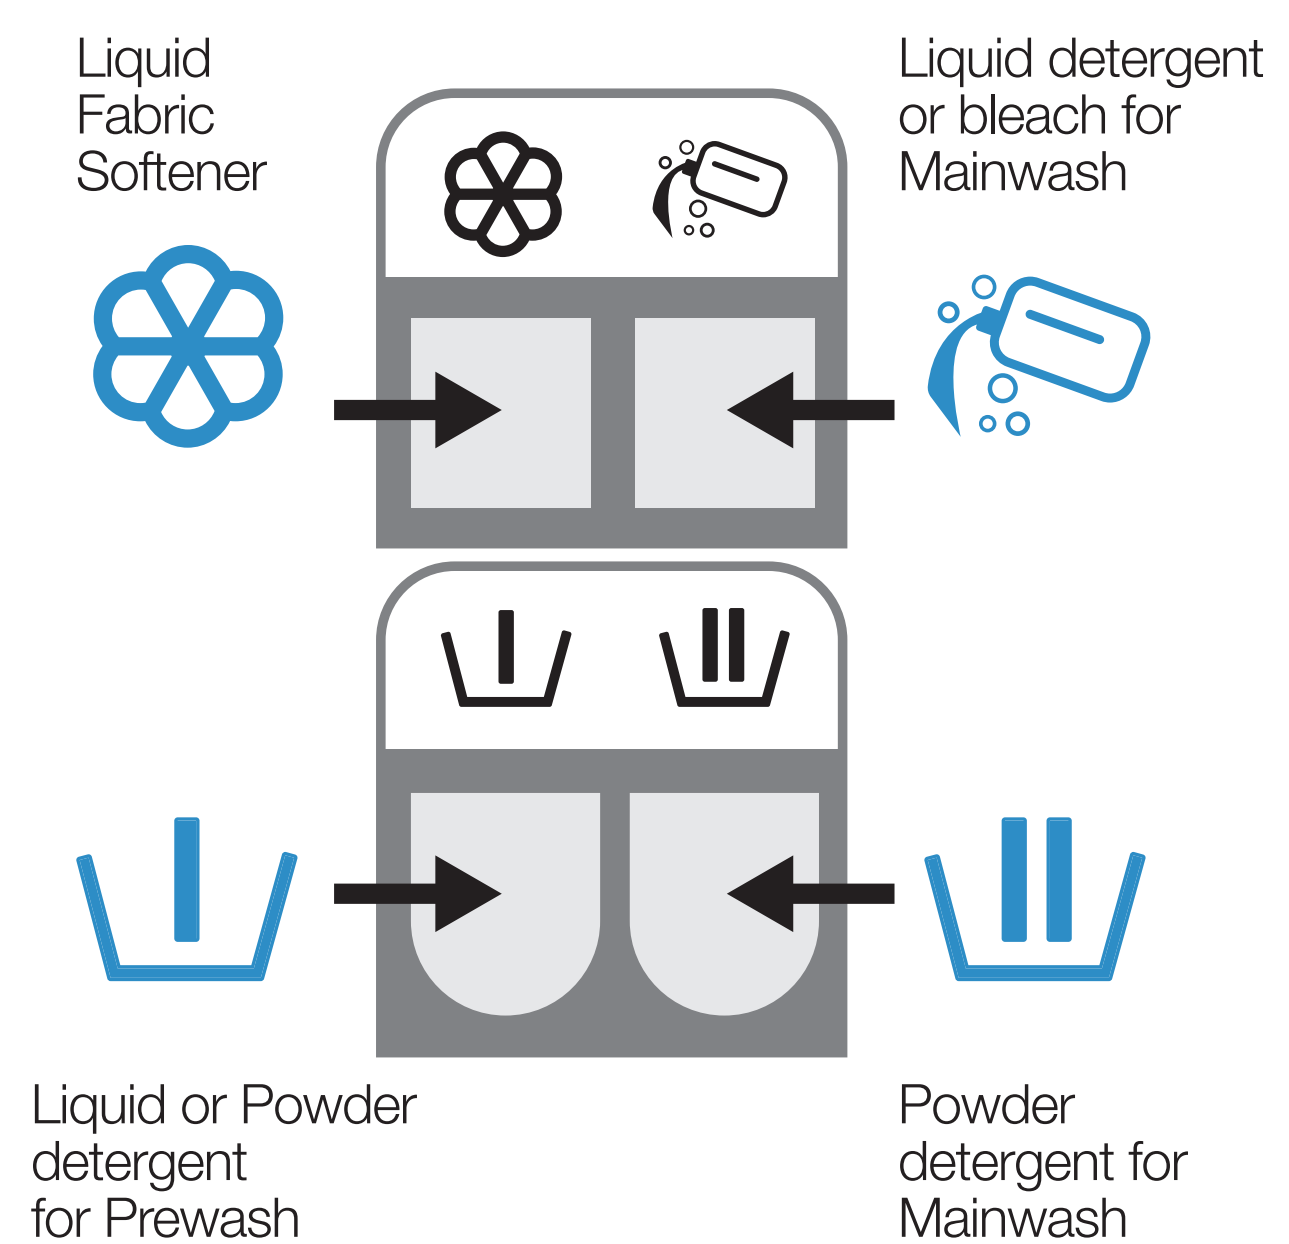 Liquid
Fabric
Softener
Liquid detergent
or bleach for
Mainwash
Liquid or Powder
detergent
for Prewash
Powder
detergent for
Mainwash